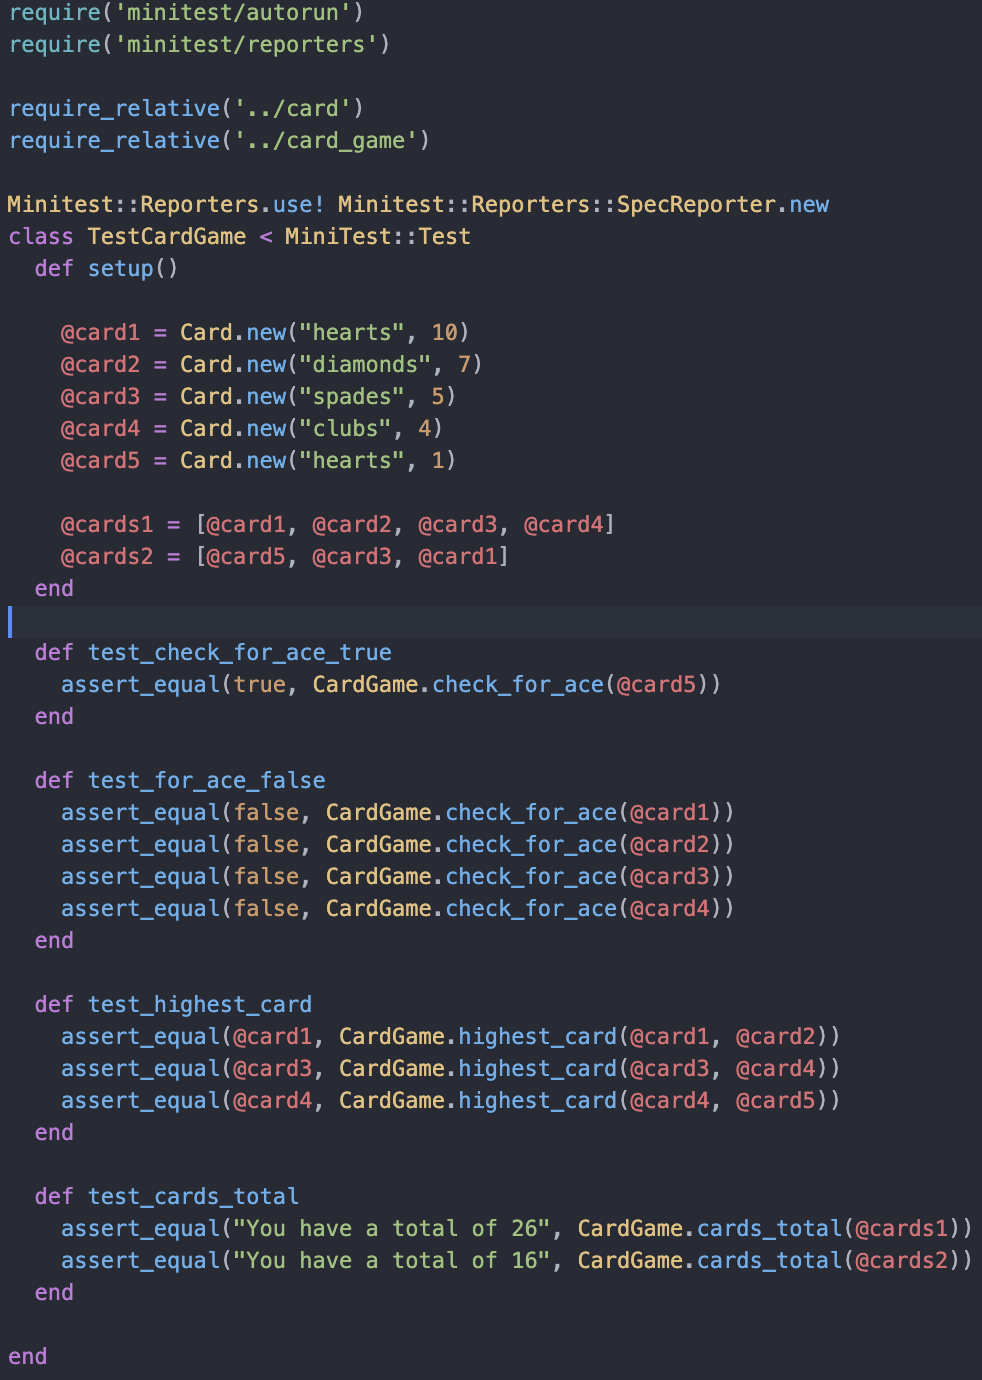 require('minitest/autorun')
require('minitest/reporters')
require_relative('../card')
require_relative('../card_game')
Minitest::Reporters.use! Minitest::Reporters::SpecReporter.new
class TestCardGame < MiniTest::Test
  def setup()
    @card1 = Card.new("hearts", 10)
    @card2 = Card.new("diamonds", 7)
    @card3 = Card.new("spades", 5)
    @card4 = Card.new("clubs", 4)
    @card5 = Card.new("hearts", 1)
    @cards1 = [@card1, @card2, @card3, @card4]
    @cards2 = [@card5, @card3, @card1]
  end
  def test_check_for_ace_true
    assert_equal(true, CardGame.check_for_ace(@card5))
  end
  def test_for_ace_false
    assert_equal(false, CardGame.check_for_ace(@card1))
    assert_equal(false, CardGame.check_for_ace(@card2))
    assert_equal(false, CardGame.check_for_ace(@card3))
    assert_equal(false, CardGame.check_for_ace(@card4))
  end
  def test_highest_card
    assert_equal(@card1, CardGame.highest_card(@card1, @card2))
    assert_equal(@card3, CardGame.highest_card(@card3, @card4))
    assert_equal(@card4, CardGame.highest_card(@card4, @card5))
  end
  def test_cards_total
    assert_equal("You have a total of 26", CardGame.cards_total(@cards1))
    assert_equal("You have a total of 16", CardGame.cards_total(@cards2))
  end
end